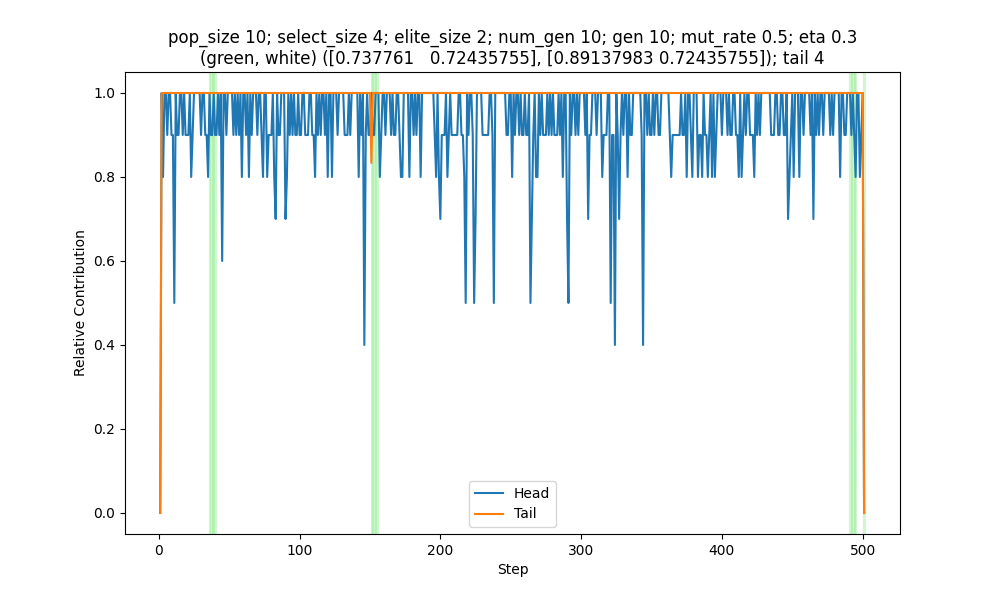 pop_size 10; select_size 4; elite_size 2; num_gen 10; gen 10; mut_rate 0.5; eta 0.3
(green, white) ([0.737761   0.72435755], [0.89137983 0.72435755]); tail 4
Relative Contribution
1.0
0.8
0.6
0.4
0.2
0.0
Head
Tail
0 100 200 300 400 500
Step